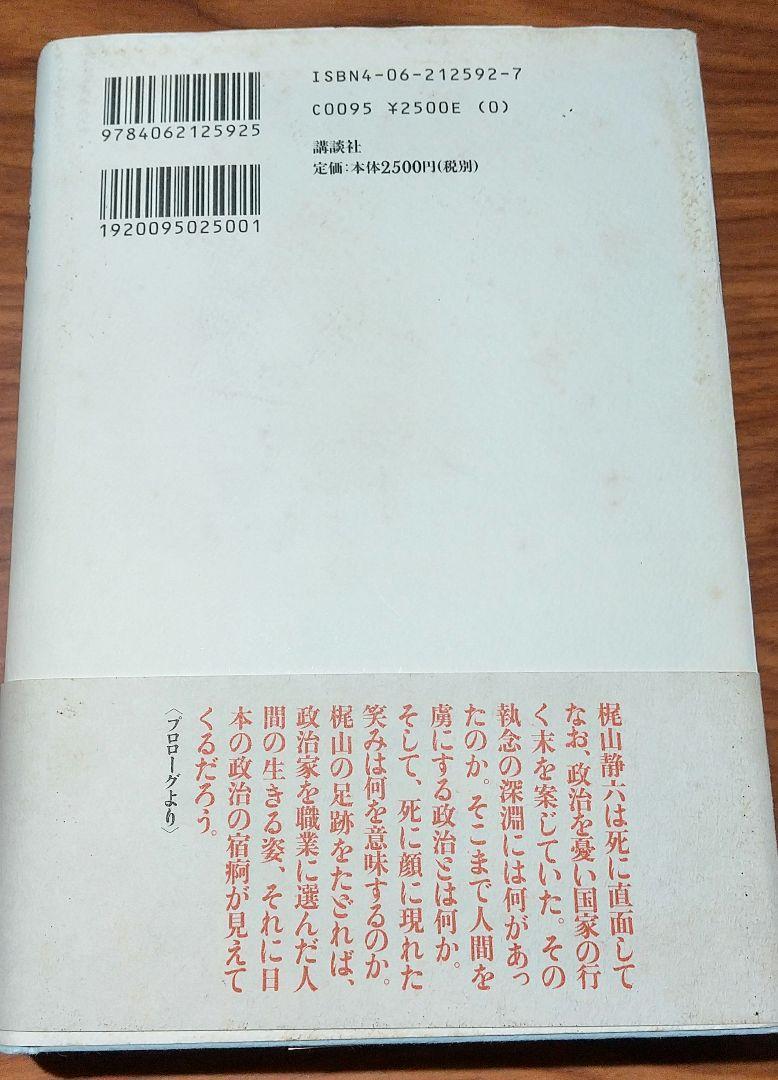 ISBN4-06-212592-7
9784062125925
C0095 ¥2500E (0)
講談社
定価:本体2500円(税別)
1920095025001
梶山静六は死に直面して
なお、政治を憂い国家の行
く末を案じていた。その
執念の深淵には何があっ
たのか。そこまで人間を
虜にする政治とは何か。
そして、死に顔に現れた
笑みは何を意味するのか。
梶山の足跡をたどれば、
政治家を職業に選んだ人
間の生きる姿、それに日
本の政治の宿痾が見えて
くるだろう。
〈プロローグより〉